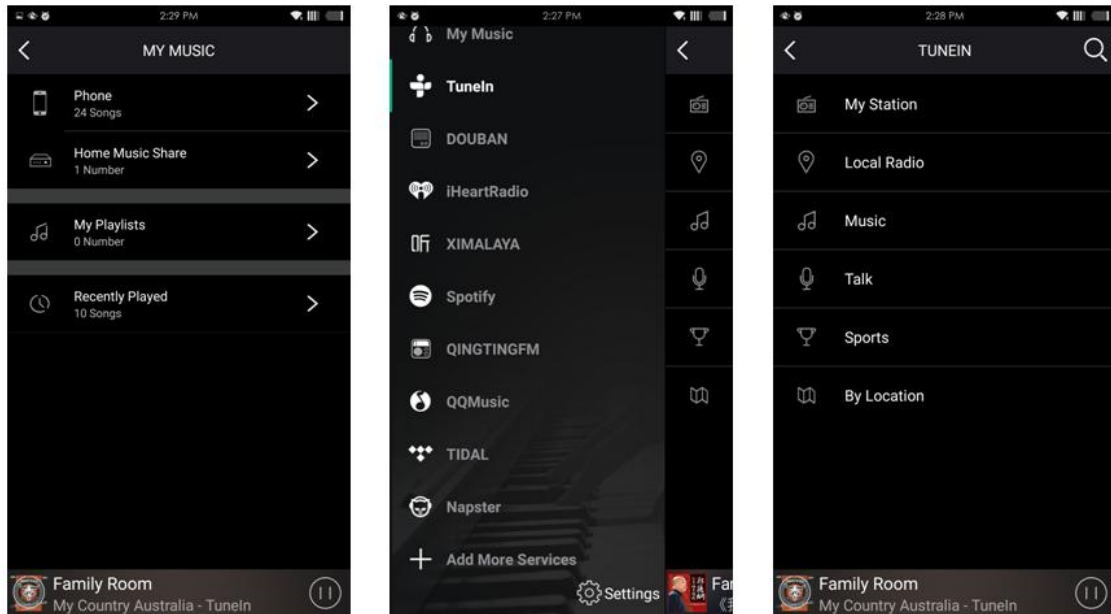 2:29 PM
MY MUSIC
Phone
24 Songs
Home Music Share
1 Number
My Playlists
0 Number
Recently Played
10 Songs
Family Room
My Country Australia - TuneIn
2:27 PM
My Music
TuneIn
DOUBAN
iHeartRadio
听
XIMALAYA
Spotify
QINGTINGFM
QQMusic
TIDAL
Napster
Add More Services
Settings
2:28 PM
TUNEIN
My Station
Local Radio
Music
Talk
Sports
By Location
Family Room
My Country Australia - TuneIn